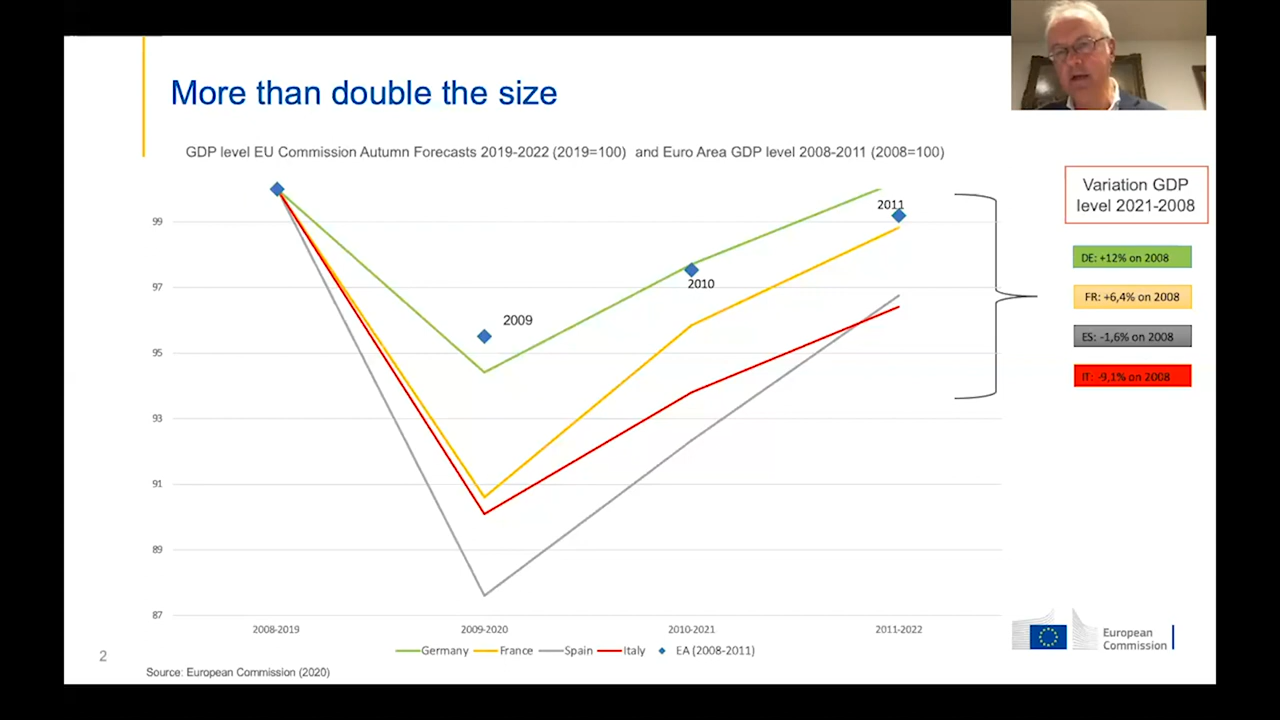 More than double the size
GDP level EU Commission Autumn Forecasts 2019-2022 (2019=100)  and Euro Area GDP level 2008-2011 (2008=100)
Variation GDP
level 2021-2008
DE: +12% on 2008
FR: +6,4% on 2008
ES: -1,6% on 2008
IT: -9,1% on 2008
99
97
95
93
91
89
87
2009
2010
2011
2008-2019
2009-2020
2010-2021
2011-2022
Germany
France
Spain
Italy
EA (2008-2011)
2
Source: European Commission (2020)
European
Commission